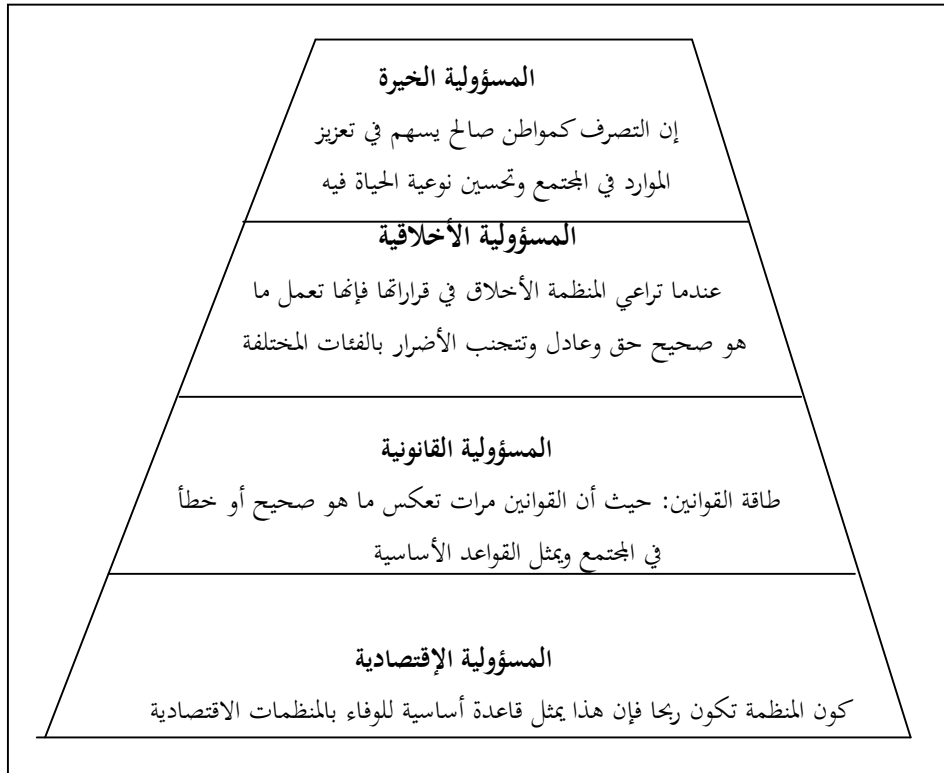 المسؤولية الخيرة
إن التصرف كمواطن صالح يسهم في تعزيز
الموارد في المجتمع وتحسين نوعية الحياة فيه
المسؤولية الأخلاقية
عندما تراعي المنظمة الأخلاق في قراراتها فإنها تعمل ما
هو صحيح حق وعادل وتتجنب الأضرار بالفئات المختلفة
المسؤولية القانونية
طاقة القوانين: حيث أن القوانين مرات تعكس ما هو صحيح أو خطأ
في المجتمع ويمثل القواعد الأساسية
المسؤولية الإقتصادية
كون المنظمة تكون ربحا فإن هذا يمثل قاعدة أساسية للوفاء بالمنظمات الاقتصادية